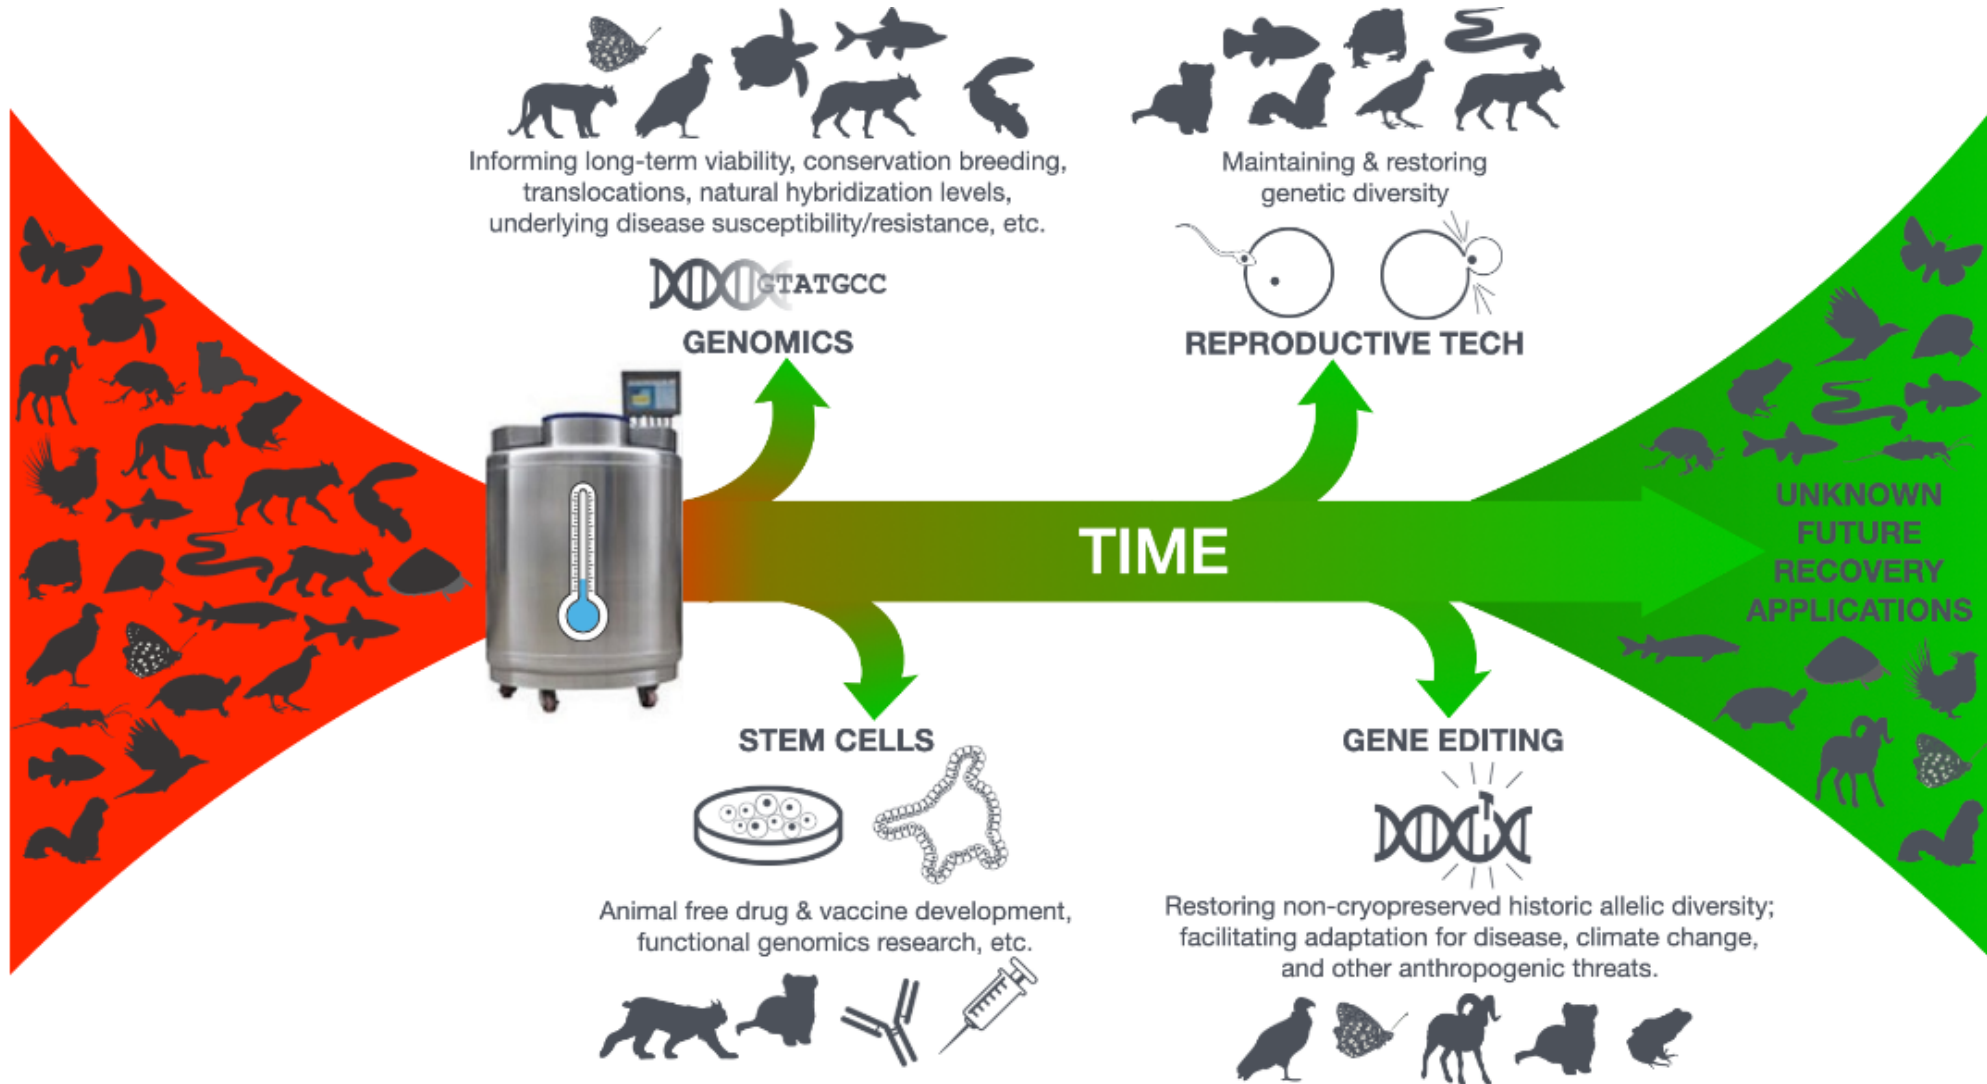 Informing long-term viability, conservation breeding,
translocations, natural hybridization levels,
underlying disease susceptibility/resistance, etc.
GTATGCC
GENOMICS
Maintaining & restoring
genetic diversity
REPRODUCTIVE TECH
TIME
UNKNOWN
FUTURE
RECOVERY
APPLICATIONS
STEM CELLS
Animal free drug & vaccine development,
functional genomics research, etc.
GENE EDITING
Restoring non-cryopreserved historic allelic diversity;
facilitating adaptation for disease, climate change,
and other anthropogenic threats.